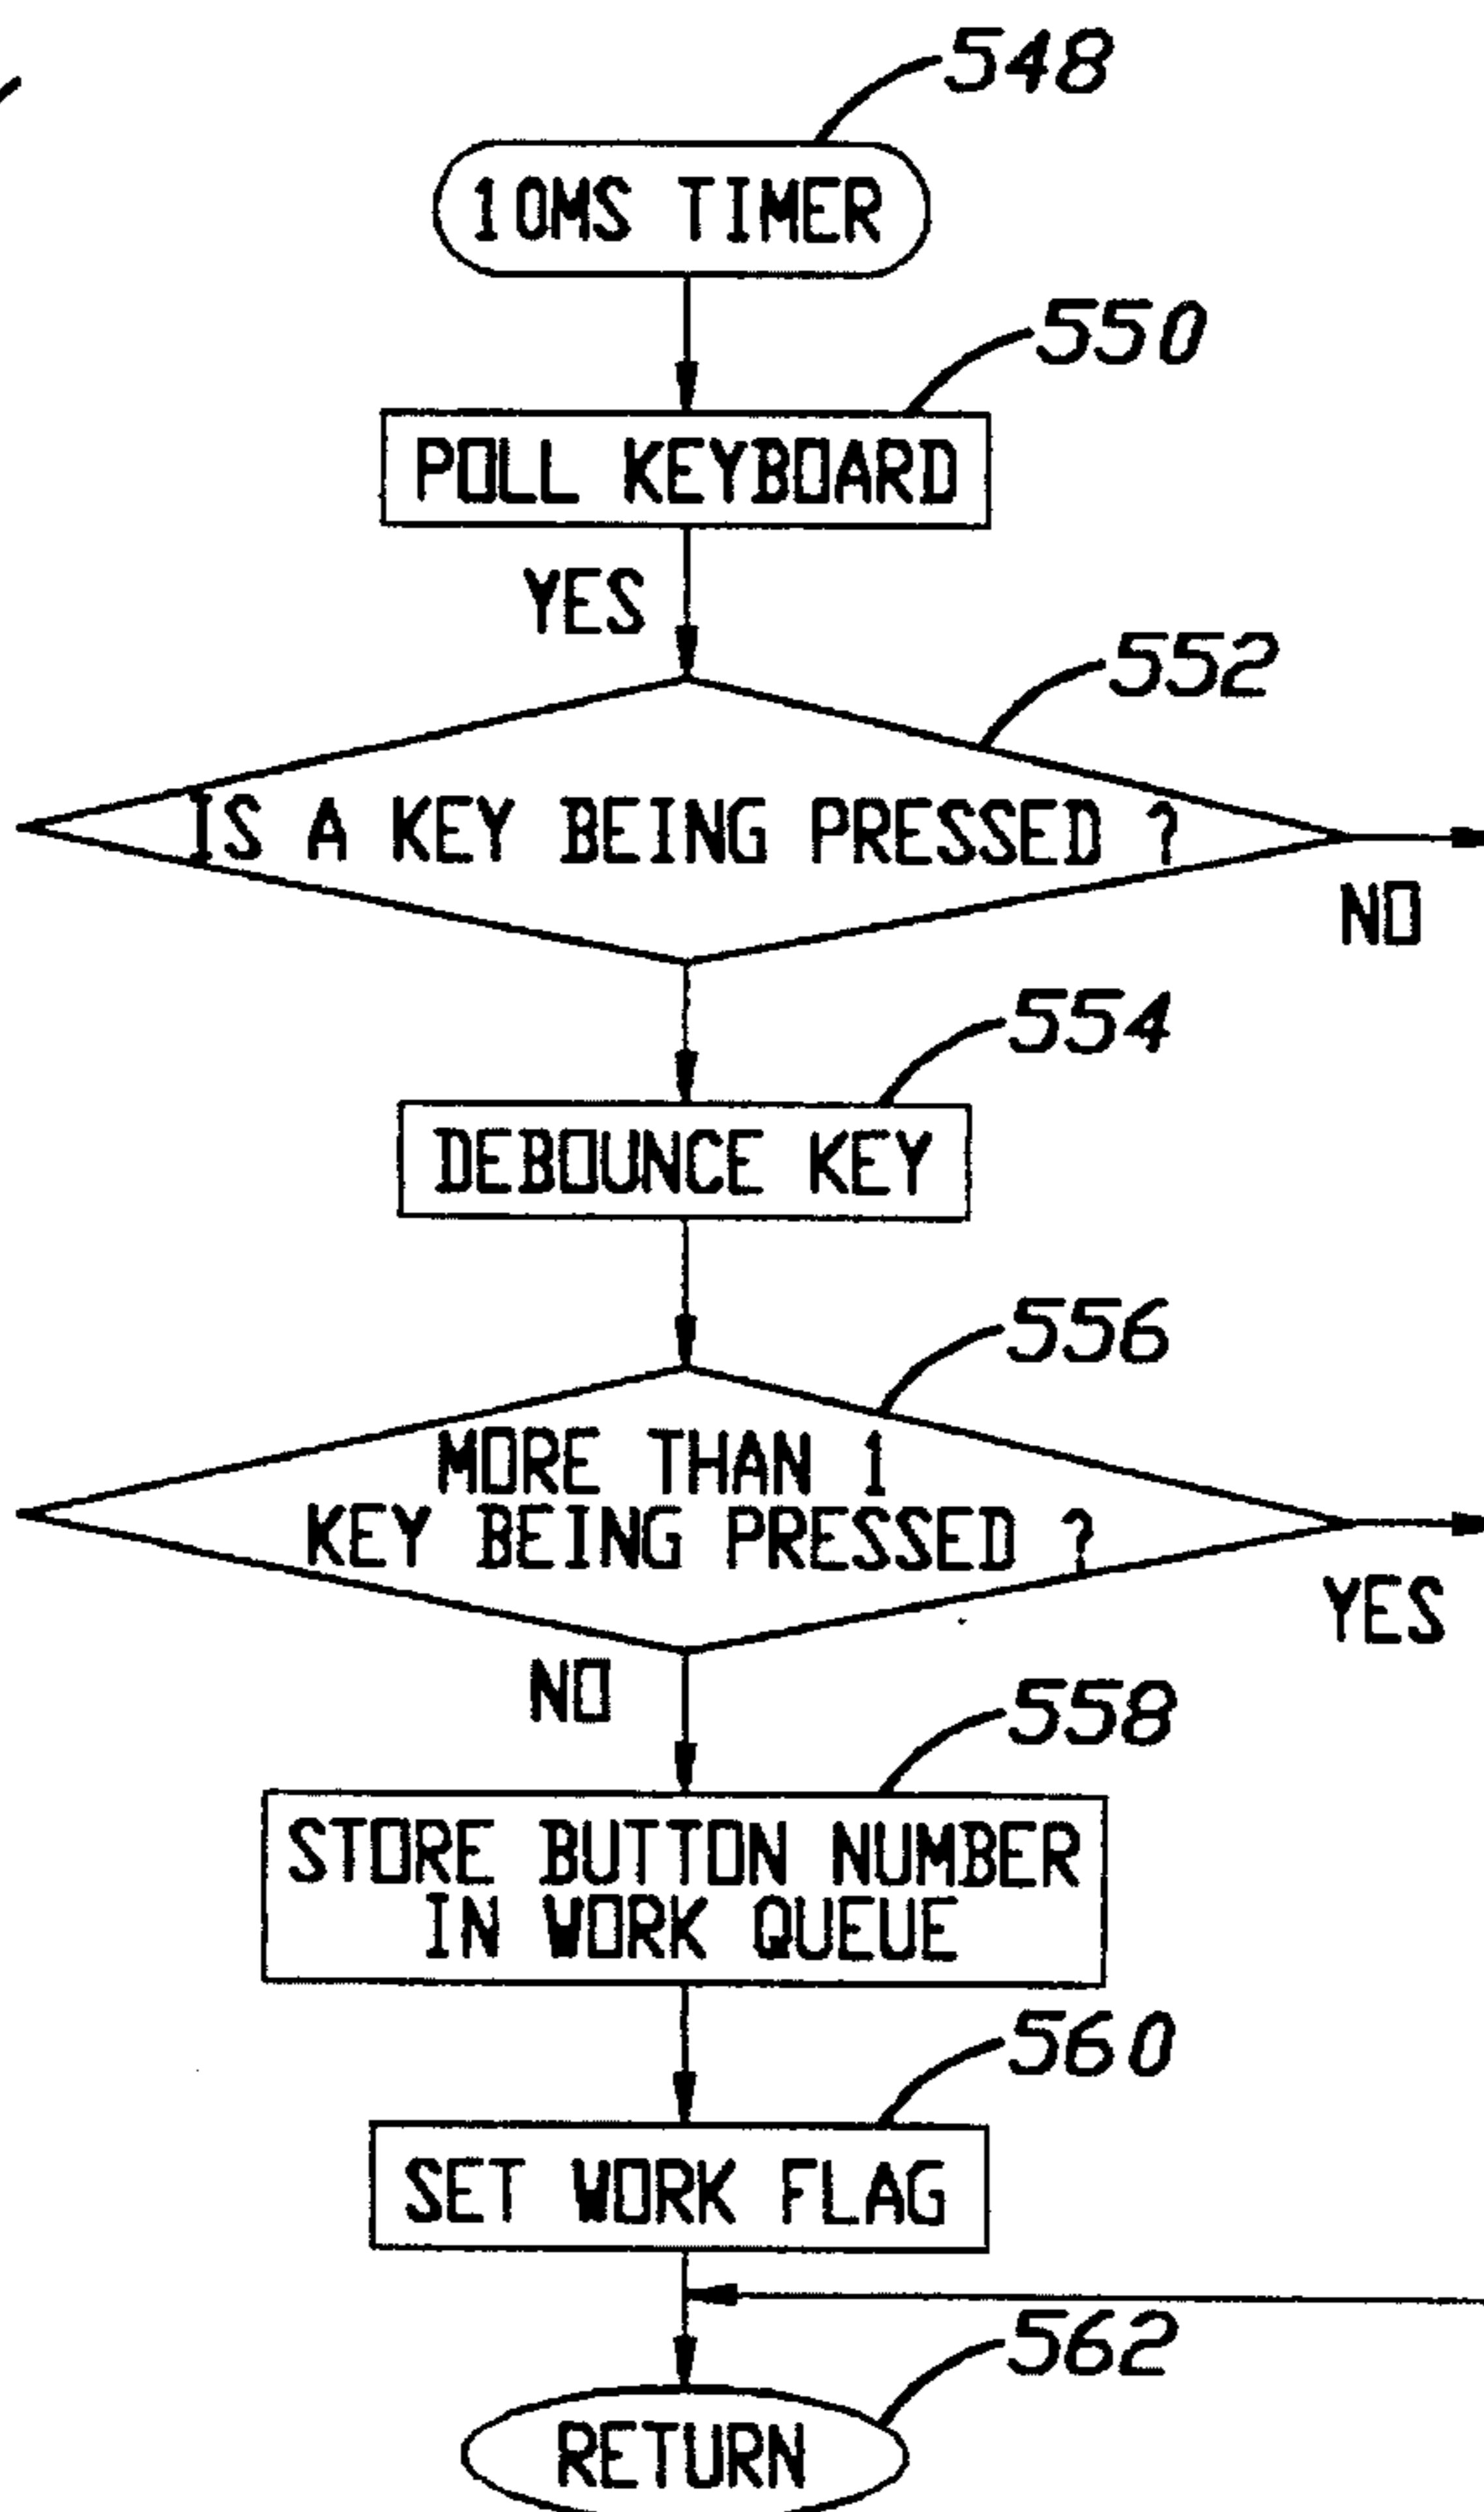 548
10MS TIMER
550
POLL KEYBOARD
YES
552
IS A KEY BEING PRESSED ?
NO
554
DEBOUNCE KEY
556
MORE THAN 1
KEY BEING PRESSED ?
YES
NO
558
STORE BUTTON NUMBER
IN WORK QUEUE
560
SET WORK FLAG
562
RETURN